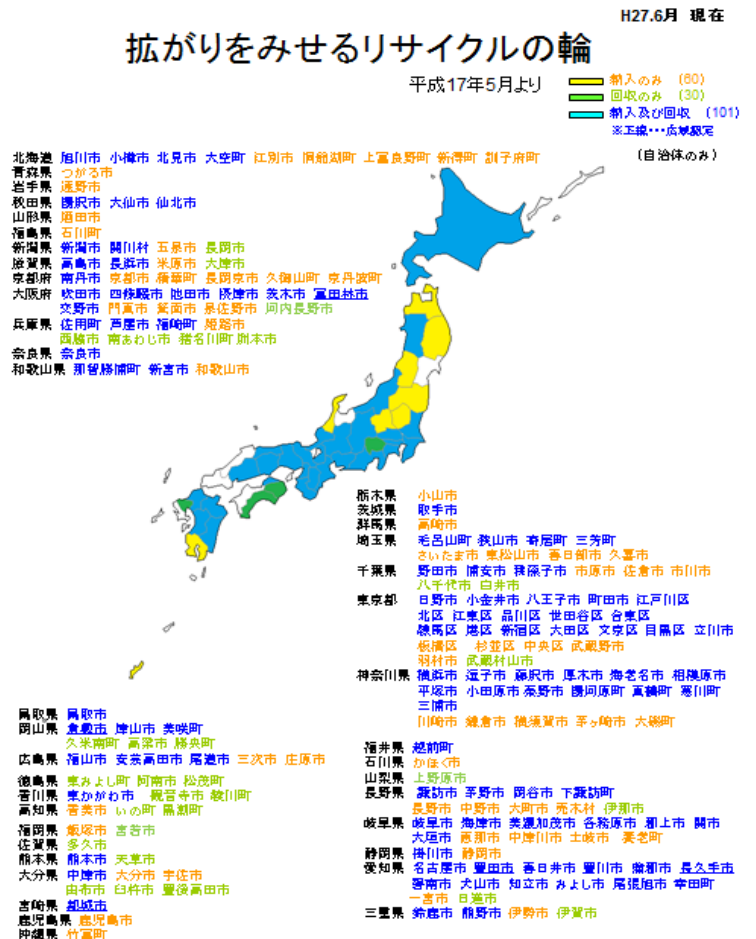 H27.6月 現在
拡がりをみせるリサイクルの輪
平成17年5月より
納入のみ (60)
回収のみ (30)
納入及び回収 (101)
※下線・・・広域認定
(自治体のみ)
北海道 旭川市 小樽市 北見市 大空町 江別市 洞爺湖町 上富良野町 新得町 訓子府町
青森県 つがる市
岩手県 遠野市
秋田県 湯沢市 大仙市 仙北市
山形県 酒田市
福島県 石川町
新潟県 新潟市 関川村 五泉市 長岡市
滋賀県 高島市 長浜市 米原市 大津市
京都府 南丹市 京都市 精華町 長岡京市 久御山町 京丹波町
大阪府 吹田市 四條畷市 池田市 摂津市 茨木市 富田林市
交野市 門真市 箕面市 泉佐野市 河内長野市
兵庫県 佐用町 芦屋市 福崎町 姫路市
西脇市 南あわじ市 猪名川町 洲本市
奈良県 奈良市
和歌山県 那智勝浦町 新宮市 和歌山市
栃木県 小山市
茨城県 取手市
群馬県 高崎市
埼玉県 毛呂山町 狭山市 寄居町 三芳町
さいたま市 東松山市 春日部市 久喜市
千葉県 野田市 浦安市 我孫子市 市原市 佐倉市 市川市
八千代市 白井市
東京都 日野市 小金井市 八王子市 町田市 江戸川区
北区 江東区 品川区 世田谷区 台東区
練馬区 港区 新宿区 大田区 文京区 目黒区 立川市
板橋区 杉並区 中央区 武蔵野市
羽村市 武蔵村山市
神奈川県 横浜市 逗子市 藤沢市 厚木市 海老名市 相模原市
平塚市 小田原市 秦野市 湯河原町 真鶴町 寒川町
三浦市
川崎市 鎌倉市 横須賀市 茅ヶ崎市 大磯町
鳥取県 鳥取市
岡山県 倉敷市 津山市 美咲町
久米南町 高梁市 勝央町
広島県 福山市 安芸高田市 尾道市 三次市 庄原市
徳島県 東みよし町 阿南市 松茂町
香川県 東かがわ市 観音寺市 綾川町
高知県 香美市 いの町 黒潮町
福岡県 飯塚市 宮若市
佐賀県 多久市
熊本県 熊本市 天草市
大分県 中津市 大分市 宇佐市
由布市 臼杵市 豊後高田市
宮崎県 都城市
鹿児島県 鹿児島市
沖縄県 竹富町
福井県 越前町
石川県 かほく市
山梨県 上野原市
長野県 諏訪市 茅野市 岡谷市 下諏訪町
長野市 中野市 大町市 売木村 伊那市
岐阜県 岐阜市 海津市 美濃加茂市 各務原市 郡上市 関市
大垣市 恵那市 中津川市 土岐市 養老町
静岡県 掛川市 静岡市
愛知県 名古屋市 豊田市 春日井市 豊川市 蒲郡市 長久手市
碧南市 犬山市 知立市 みよし市 尾張旭市 幸田町
一宮市 日進市
三重県 鈴鹿市 熊野市 伊勢市 伊賀市